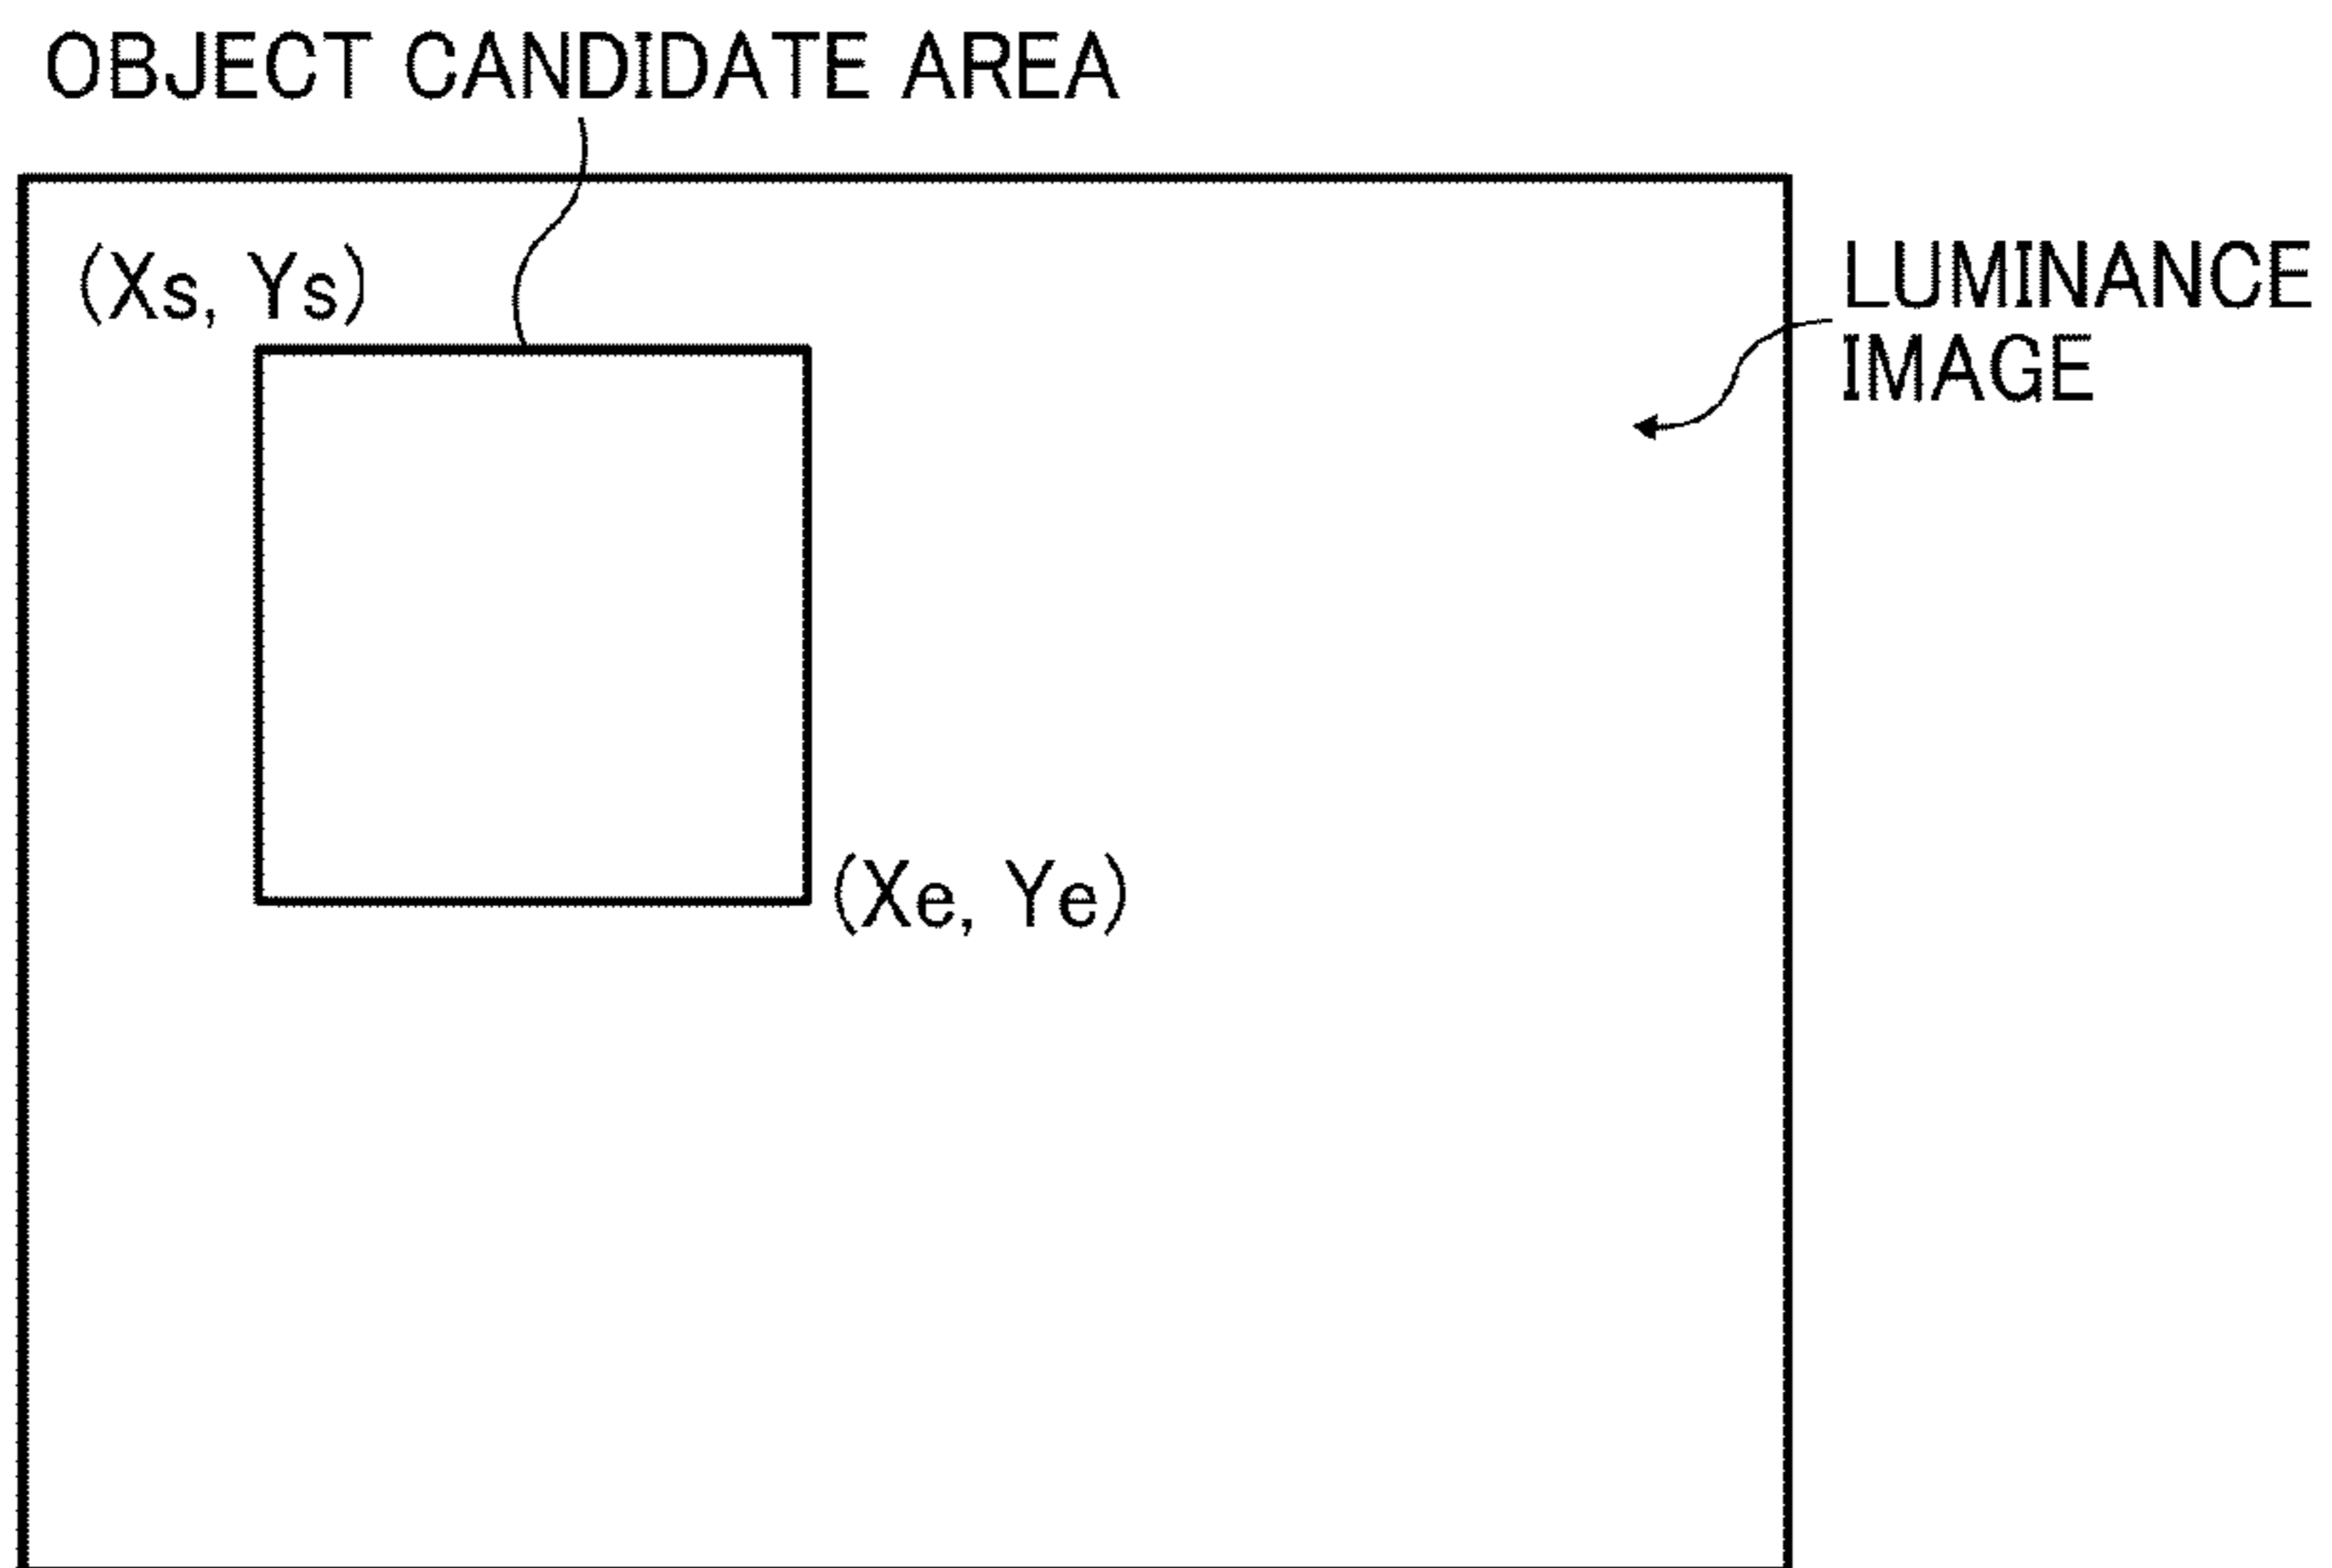 OBJECT CANDIDATE AREA
(Xs, Ys)
LUMINANCE
IMAGE
(Xe, Ye)